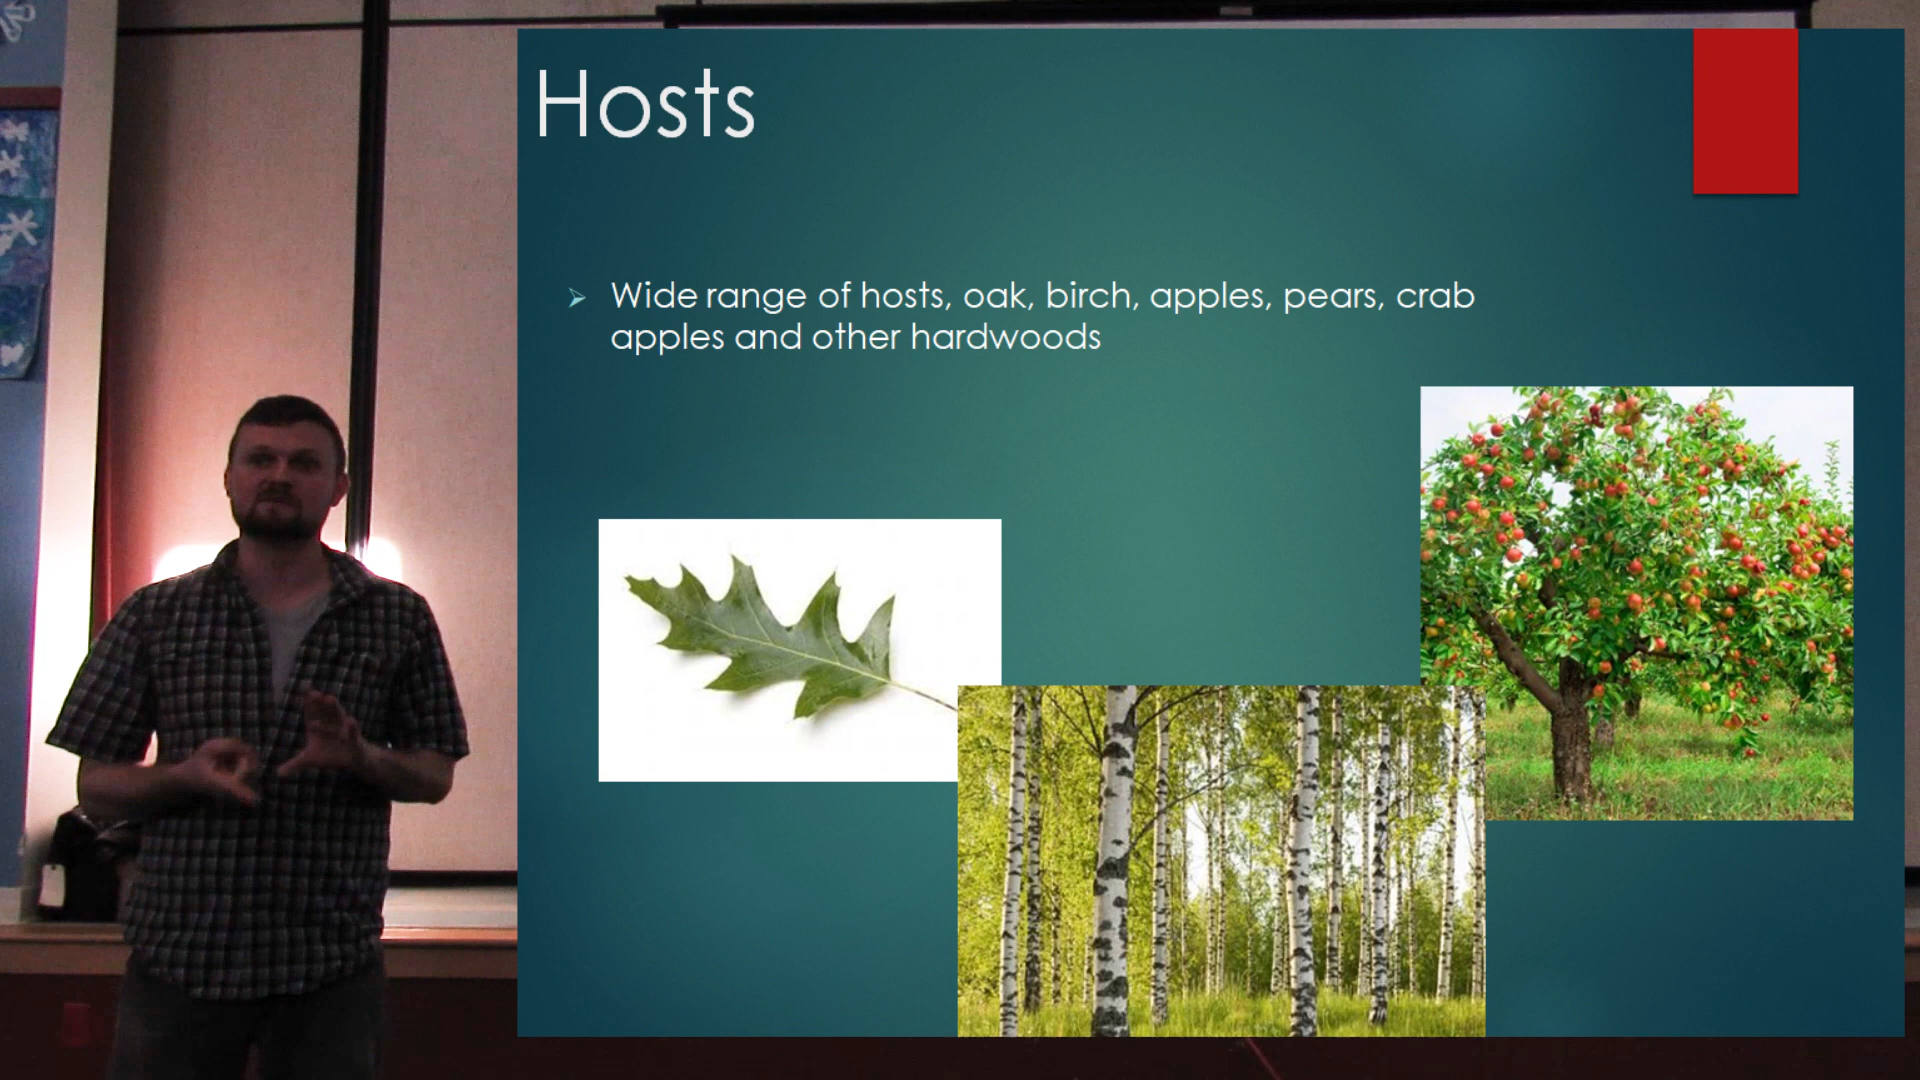 Hosts
Wide range of hosts, oak, birch, apples, pears, crab
apples and other hardwoods